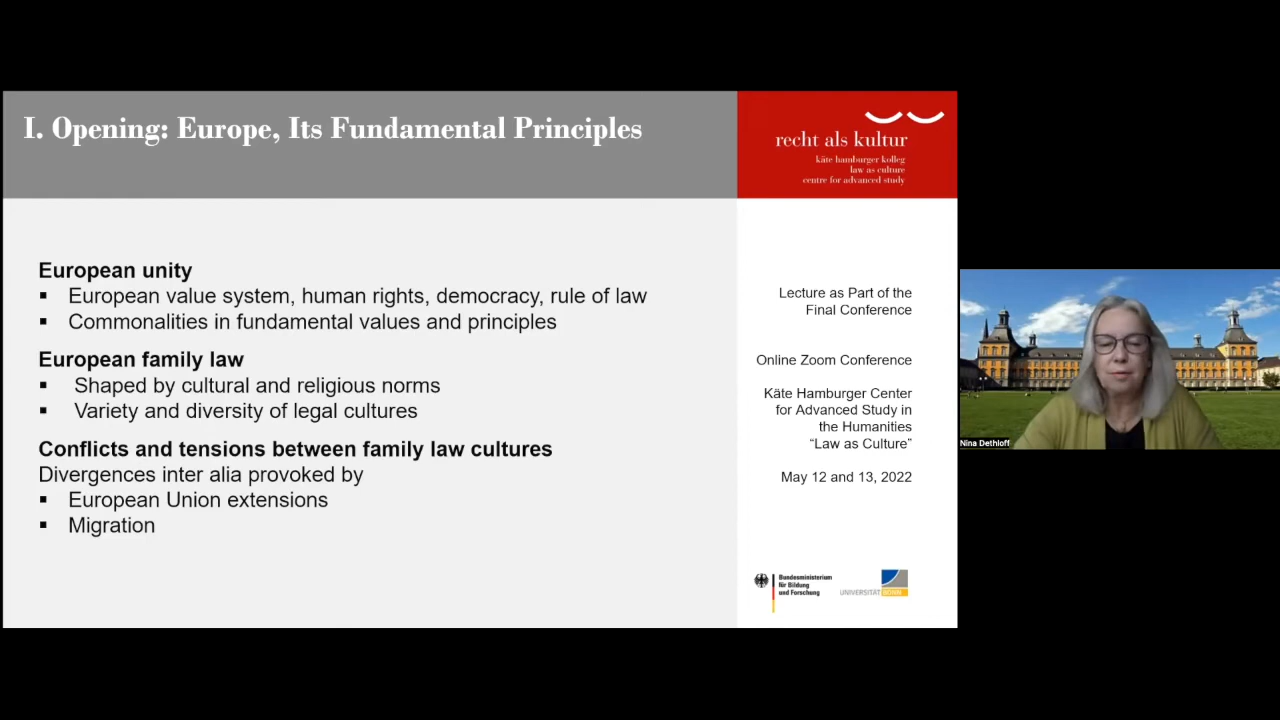 I. Opening: Europe, Its Fundamental Principles
recht als kultur
käte hamburger kolleg
law as culture
centre for advanced study
European unity
▪ European value system, human rights, democracy, rule of law
▪ Commonalities in fundamental values and principles
European family law
▪ Shaped by cultural and religious norms
▪ Variety and diversity of legal cultures
Conflicts and tensions between family law cultures
Divergences inter alia provoked by
▪ European Union extensions
▪ Migration
Lecture as Part of the
Final Conference
Online Zoom Conference
Käte Hamburger Center
for Advanced Study in
the Humanities
“Law as Culture”
May 12 and 13, 2022
Bundesministerium
für Bildung
und Forschung
UNIVERSITÄT BONN
Nina Dethloff